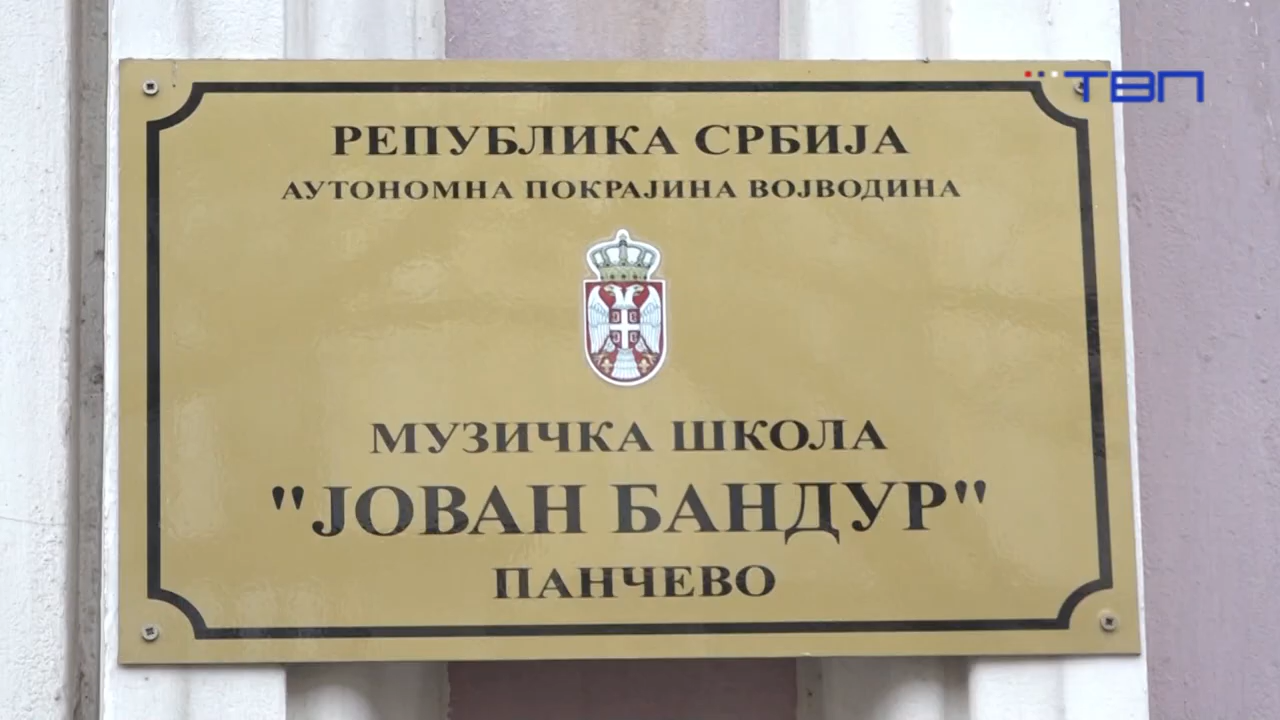 ТВП
РЕПУБЛИКА СРБИЈА
АУТОНОМНА ПОКРАЈИНА ВОЈВОДИНА
МУЗИЧКА ШКОЛА
"ЈОВАН БАНДУР"
ПАНЧЕВО